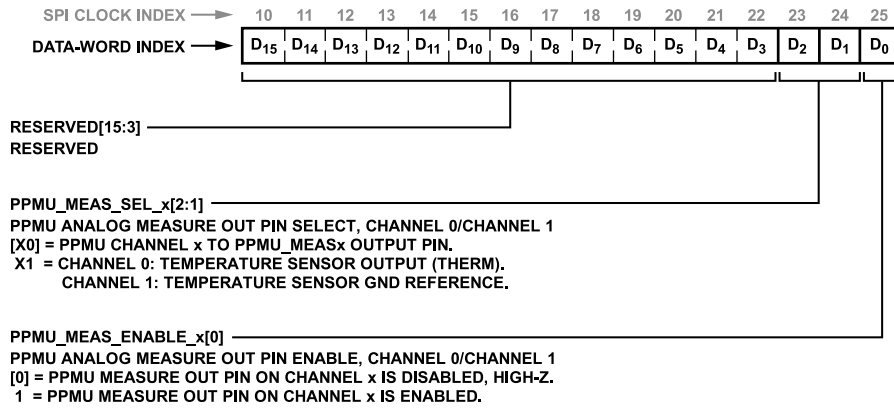 SPI CLOCK INDEX 10 11 12 13 14 15 16 17 18 19 20 21 22 23 24 25
DATA-WORD INDEX D15 D14 D13 D12 D11 D10 D9 D8 D7 D6 D5 D4 D3 D2 D1 D0
RESERVED[15:3]
RESERVED
PPMU_MEAS_SEL_x[2:1]
PPMU ANALOG MEASURE OUT PIN SELECT, CHANNEL 0/CHANNEL 1
[X0] = PPMU CHANNEL x TO PPMU_MEASx OUTPUT PIN.
X1 = CHANNEL 0: TEMPERATURE SENSOR OUTPUT (THERM).
CHANNEL 1: TEMPERATURE SENSOR GND REFERENCE.
PPMU_MEAS_ENABLE_x[0]
PPMU ANALOG MEASURE OUT PIN ENABLE, CHANNEL 0/CHANNEL 1
[0] = PPMU MEASURE OUT PIN ON CHANNEL x IS DISABLED, HIGH-Z.
1 = PPMU MEASURE OUT PIN ON CHANNEL x IS ENABLED.